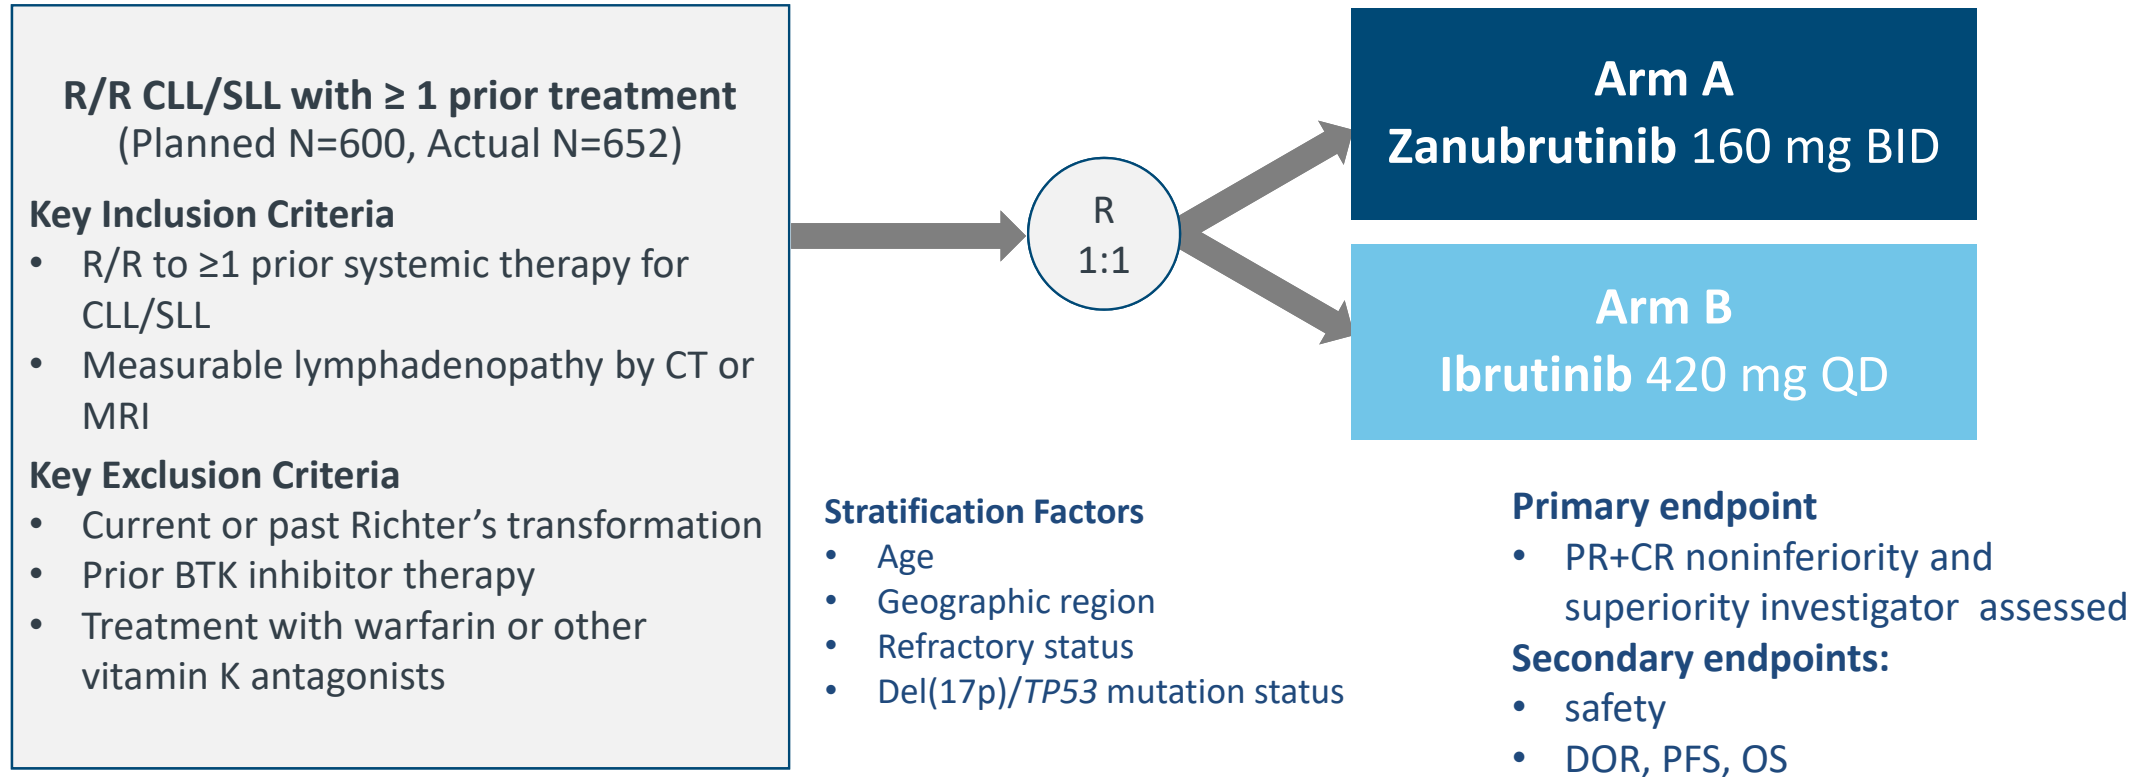 R/R CLL/SLL with ≥ 1 prior treatment
(Planned N=600, Actual N=652)
Key Inclusion Criteria
• R/R to ≥1 prior systemic therapy for
CLL/SLL
• Measurable lymphadenopathy by CT or
MRI
Key Exclusion Criteria
• Current or past Richter’s transformation
• Prior BTK inhibitor therapy
• Treatment with warfarin or other
vitamin K antagonists
R
1:1
Arm A
Zanubrutinib 160 mg BID
Arm B
Ibrutinib 420 mg QD
Stratification Factors
• Age
• Geographic region
• Refractory status
• Del(17p)/TP53 mutation status
Primary endpoint
• PR+CR noninferiority and
superiority investigator assessed
Secondary endpoints:
• safety
• DOR, PFS, OS